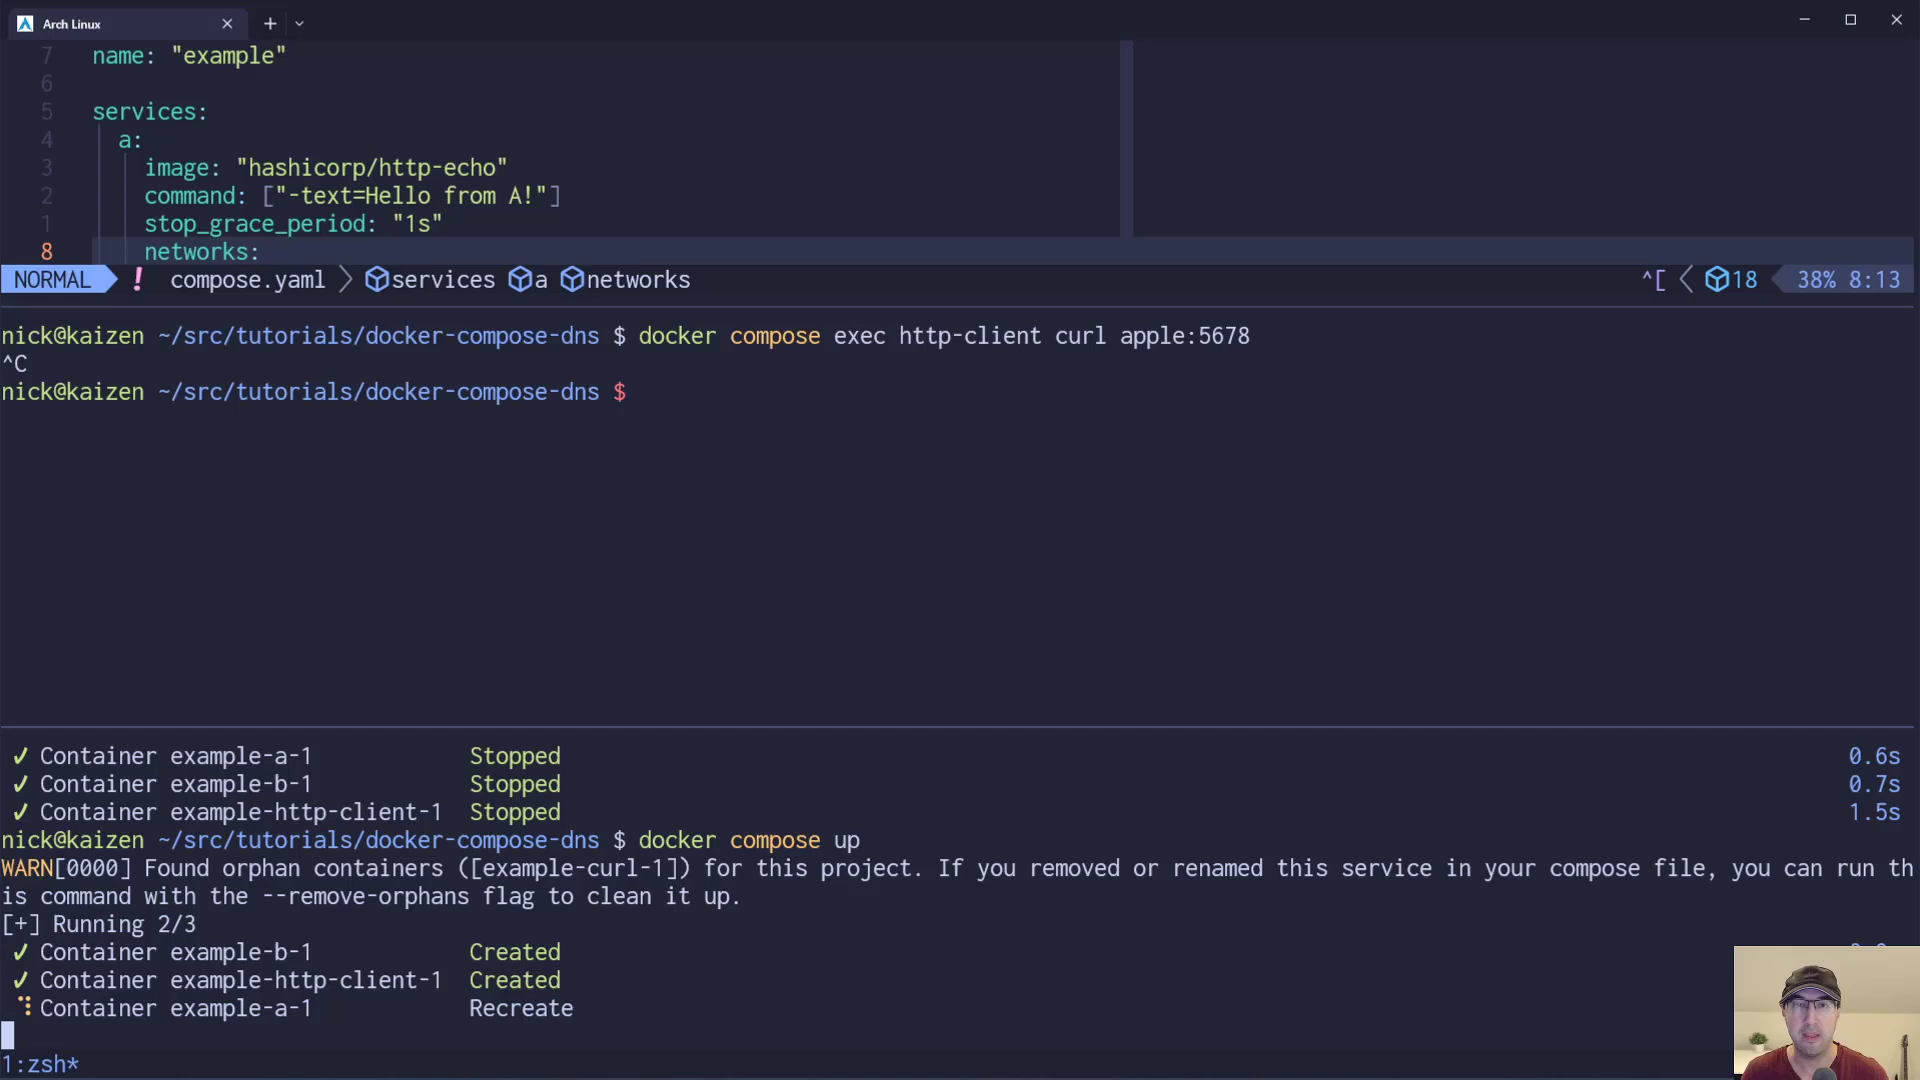 Arch Linux
7 name: "example"
6
5 services:
4 a:
3 image: "hashicorp/http-echo"
2 command: ["-text=Hello from A!"]
1 stop_grace_period: "1s"
8 networks:
NORMAL ! compose.yaml services a networks ^[ 18 38% 8:13
nick@kaizen ~/src/tutorials/docker-compose-dns $ docker compose exec http-client curl apple:5678
^C
nick@kaizen ~/src/tutorials/docker-compose-dns $
✓ Container example-a-1 Stopped 0.6s
✓ Container example-b-1 Stopped 0.7s
✓ Container example-http-client-1 Stopped 1.5s
nick@kaizen ~/src/tutorials/docker-compose-dns $ docker compose up
WARN[0000] Found orphan containers ([example-curl-1]) for this project. If you removed or renamed this service in your compose file, you can run th
is command with the --remove-orphans flag to clean it up.
[+] Running 2/3
✓ Container example-b-1 Created
✓ Container example-http-client-1 Created
Container example-a-1 Recreate
1:zsh*